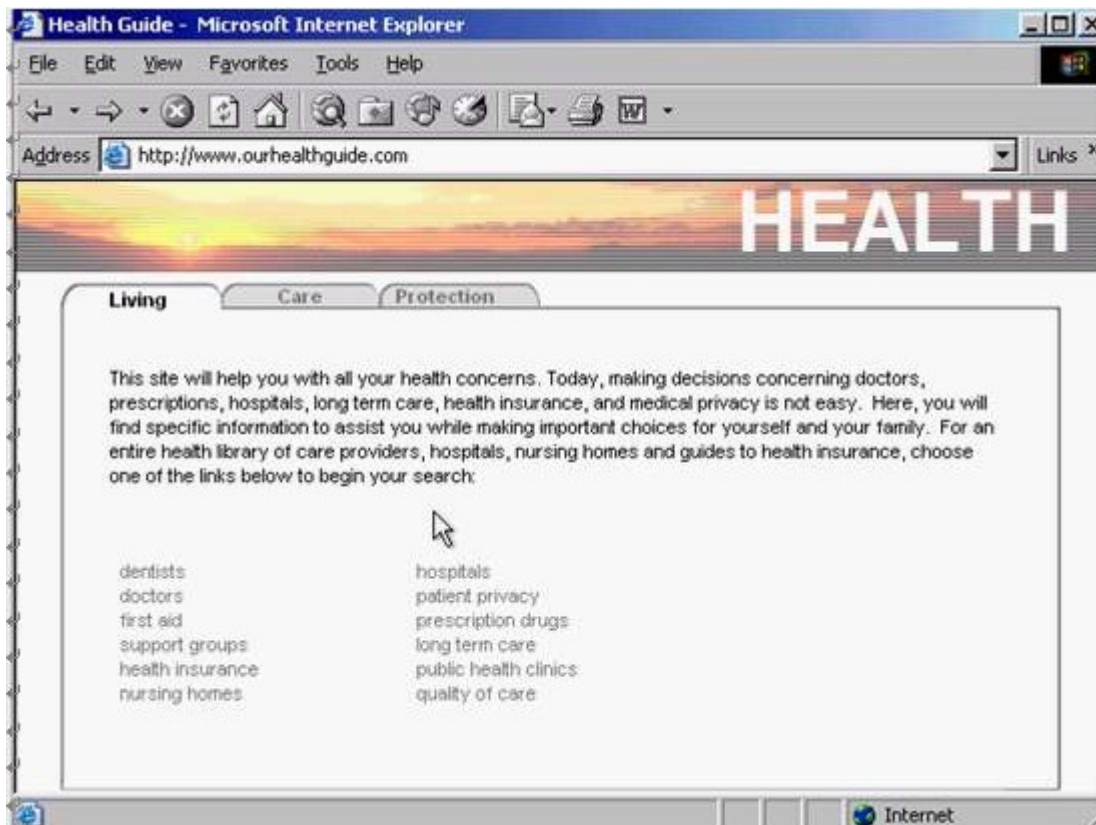 Health Guide - Microsoft Internet Explorer
File Edit View Favorites Tools Help
Address http://www.ourhealthguide.com Links
HEALTH
Living Care Protection
This site will help you with all your health concerns. Today, making decisions concerning doctors,
prescriptions, hospitals, long term care, health insurance, and medical privacy is not easy. Here, you will
find specific information to assist you while making important choices for yourself and your family. For an
entire health library of care providers, hospitals, nursing homes and guides to health insurance, choose
one of the links below to begin your search:
dentists hospitals
doctors patient privacy
first aid prescription drugs
support groups long term care
health insurance public health clinics
nursing homes quality of care
Internet